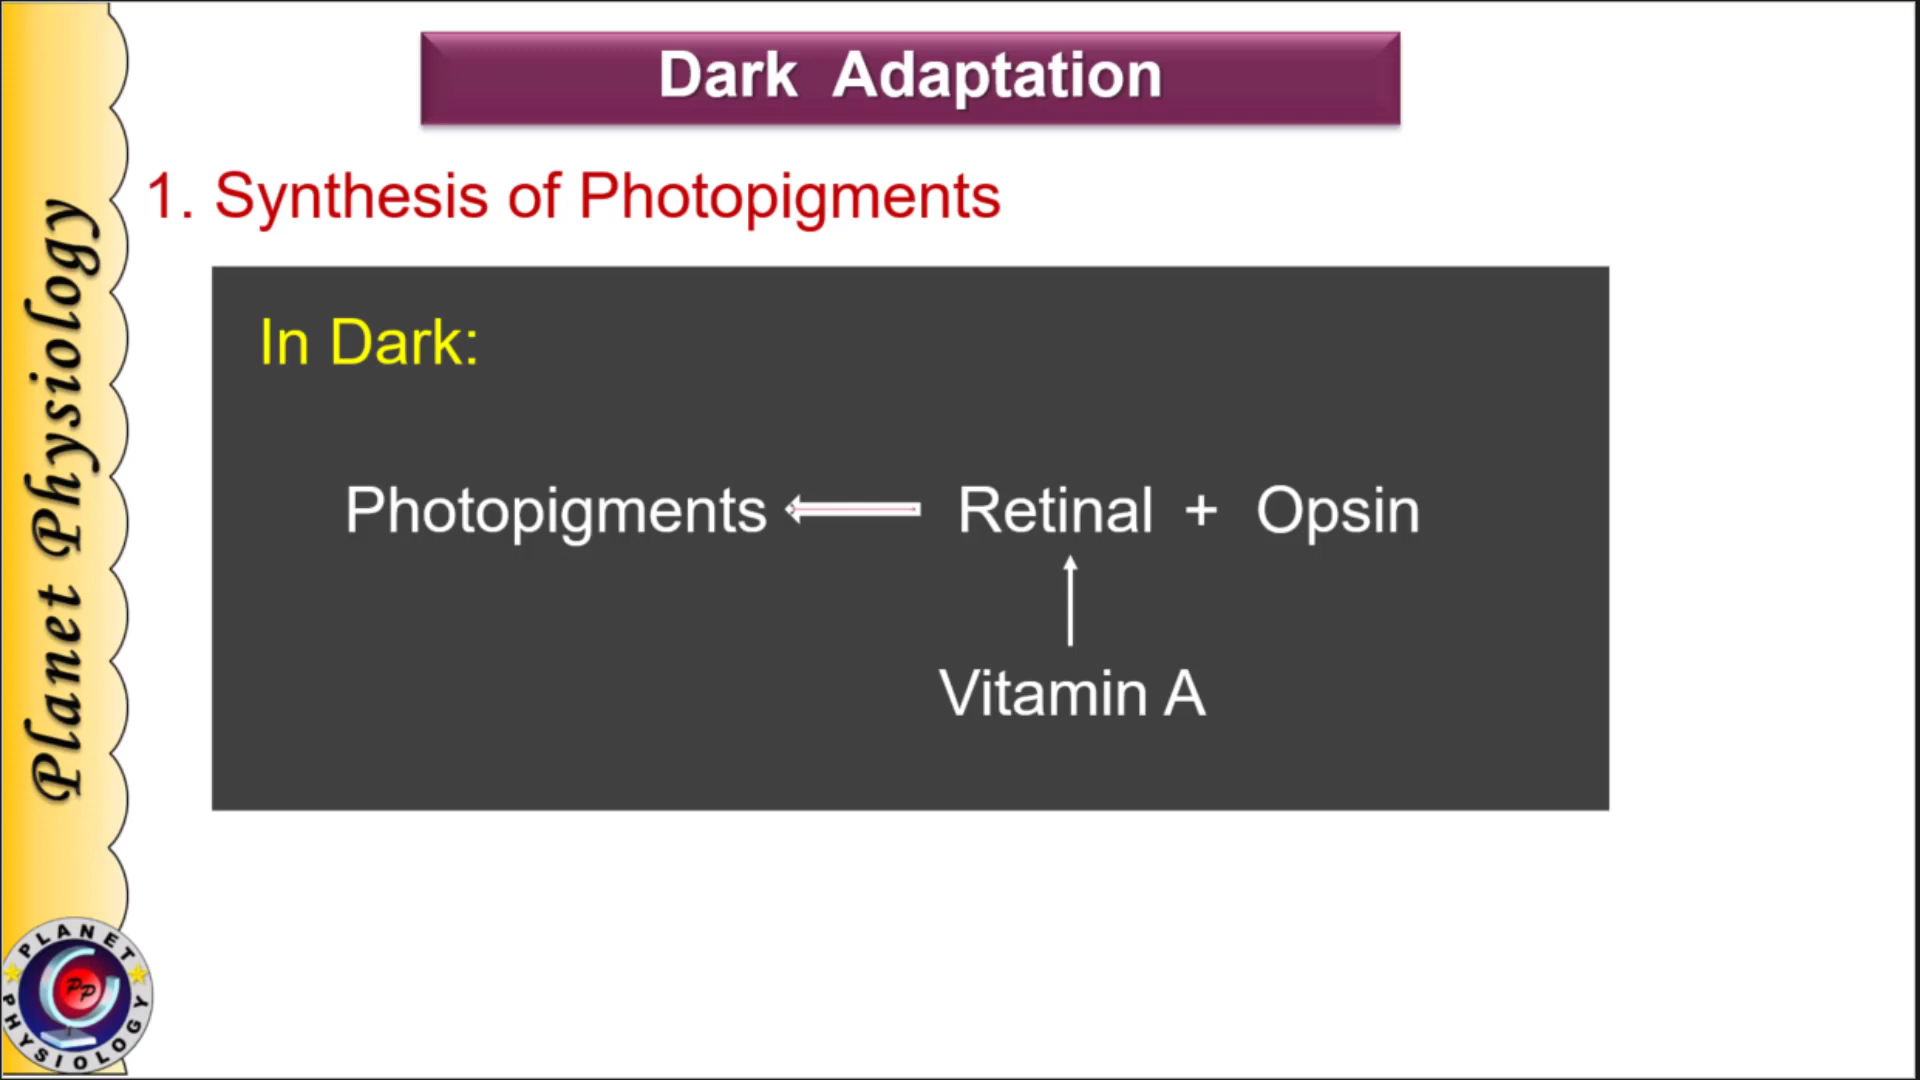 Dark Adaptation
1. Synthesis of Photopigments
In Dark:
Photopigments Retinal + Opsin
Vitamin A
Planet Physiology
PLANET
PP
PHYSIOLOGY